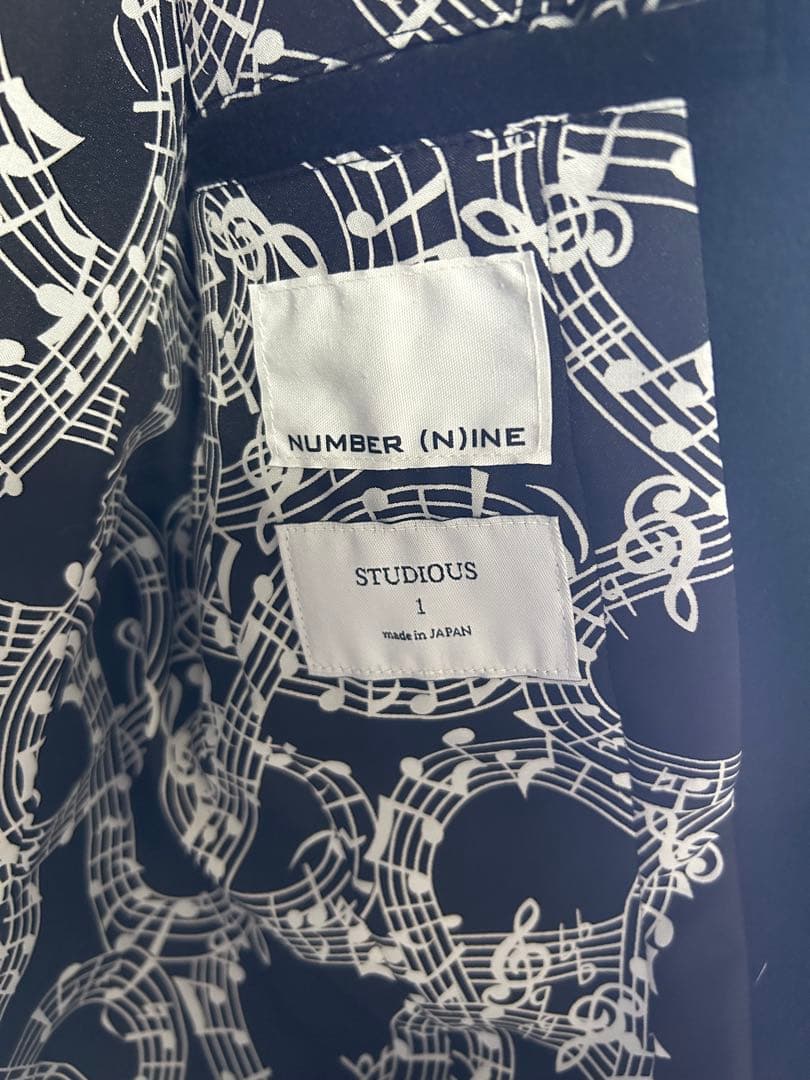 NUMBER (N)INE
STUDIOUS
1
made in JAPAN